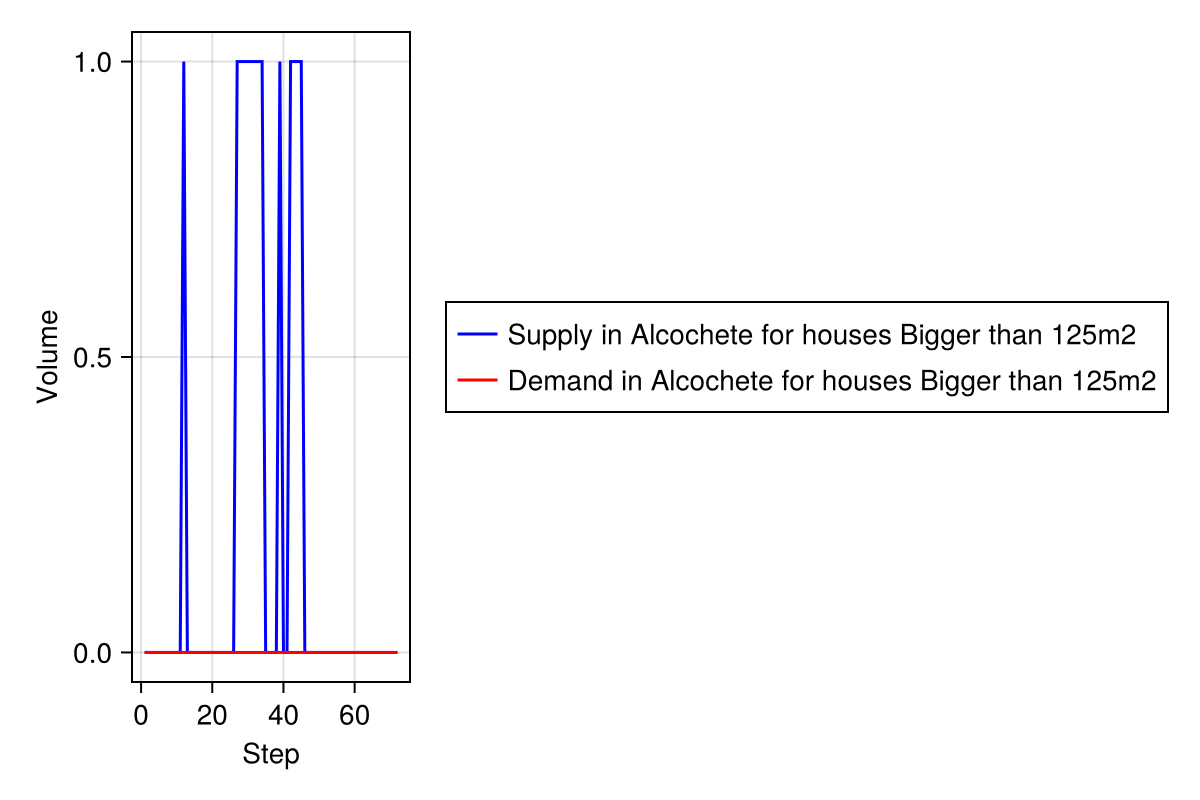 1.0
0.5
0.0
Volume
0 20 40 60
Step
Supply in Alcochete for houses Bigger than 125m2
Demand in Alcochete for houses Bigger than 125m2